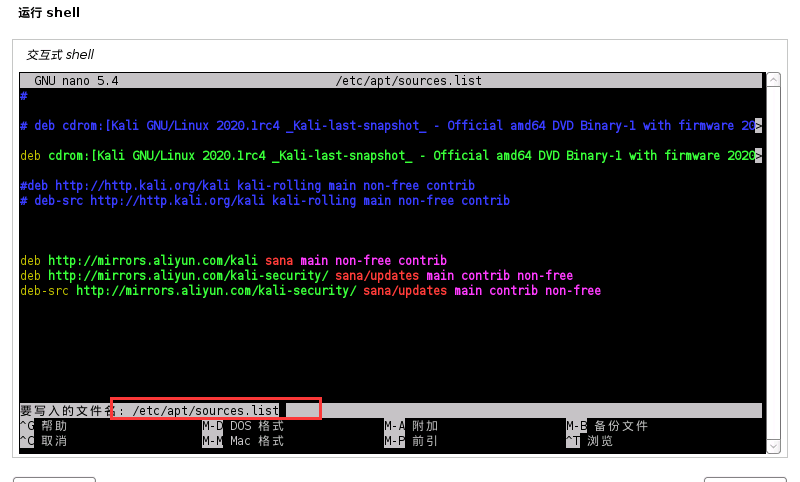 运行 shell
交互式 shell
GNU nano 5.4 /etc/apt/sources.list
#
# deb cdrom:[Kali GNU/Linux 2020.1rc4 _Kali-last-snapshot_ - Official amd64 DVD Binary-1 with firmware 20>
deb cdrom:[Kali GNU/Linux 2020.1rc4 _Kali-last-snapshot_ - Official amd64 DVD Binary-1 with firmware 2020>
#deb http://http.kali.org/kali kali-rolling main non-free contrib
# deb-src http://http.kali.org/kali kali-rolling main non-free contrib
deb http://mirrors.aliyun.com/kali sana main non-free contrib
deb http://mirrors.aliyun.com/kali-security/ sana/updates main contrib non-free
deb-src http://mirrors.aliyun.com/kali-security/ sana/updates main contrib non-free
要写入的文件名: /etc/apt/sources.list
^G 帮助 M-D DOS 格式 M-A 附加 M-B 备份文件
^C 取消 M-M Mac 格式 M-P 前引 ^T 浏览